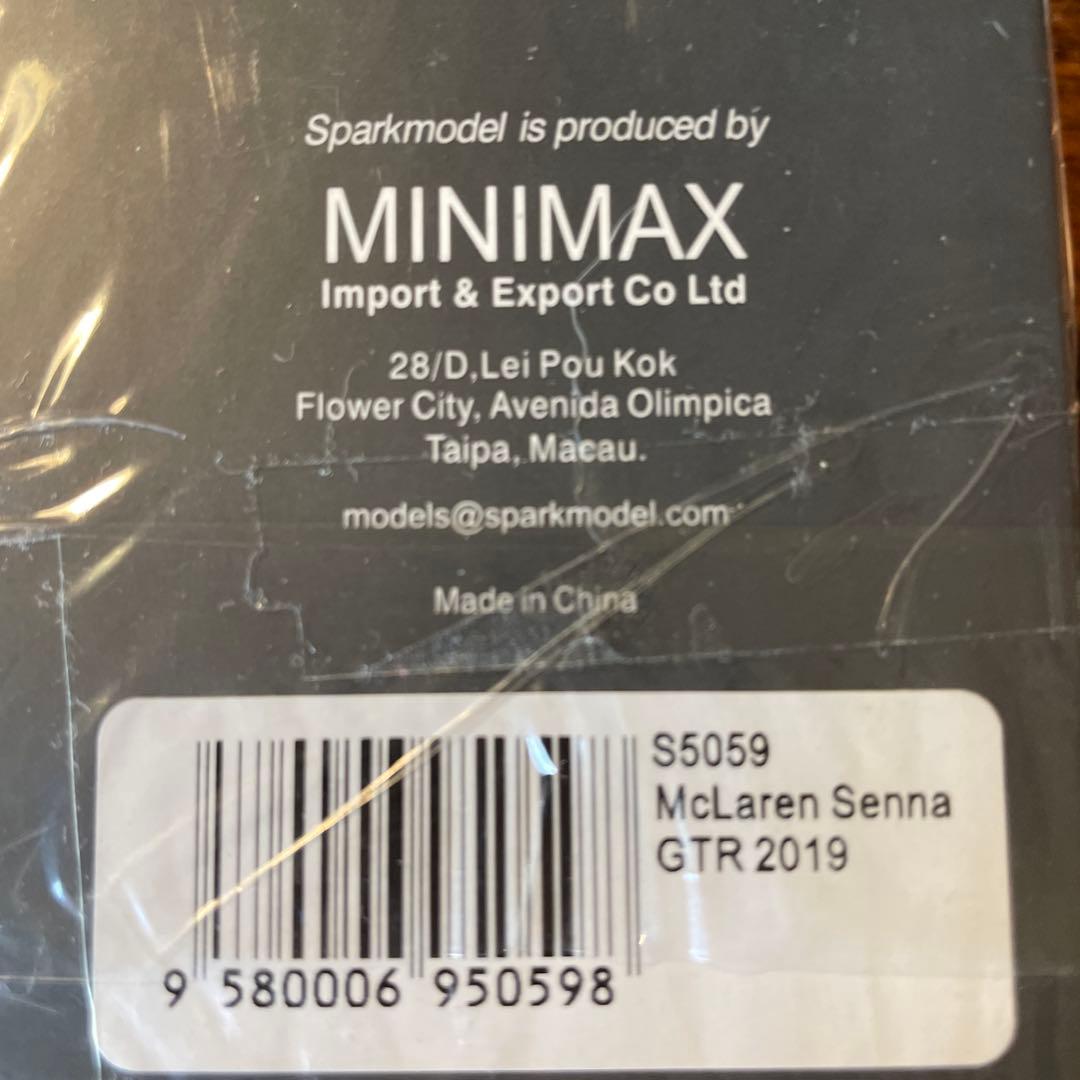 Sparkmodel is produced by
MINIMAX
Import & Export Co Ltd
28/D,Lei Pou Kok
Flower City, Avenida Olimpica
Taipa, Macau.
models@sparkmodel.com
Made in China
S5059
McLaren Senna
GTR 2019
9 580006 950598